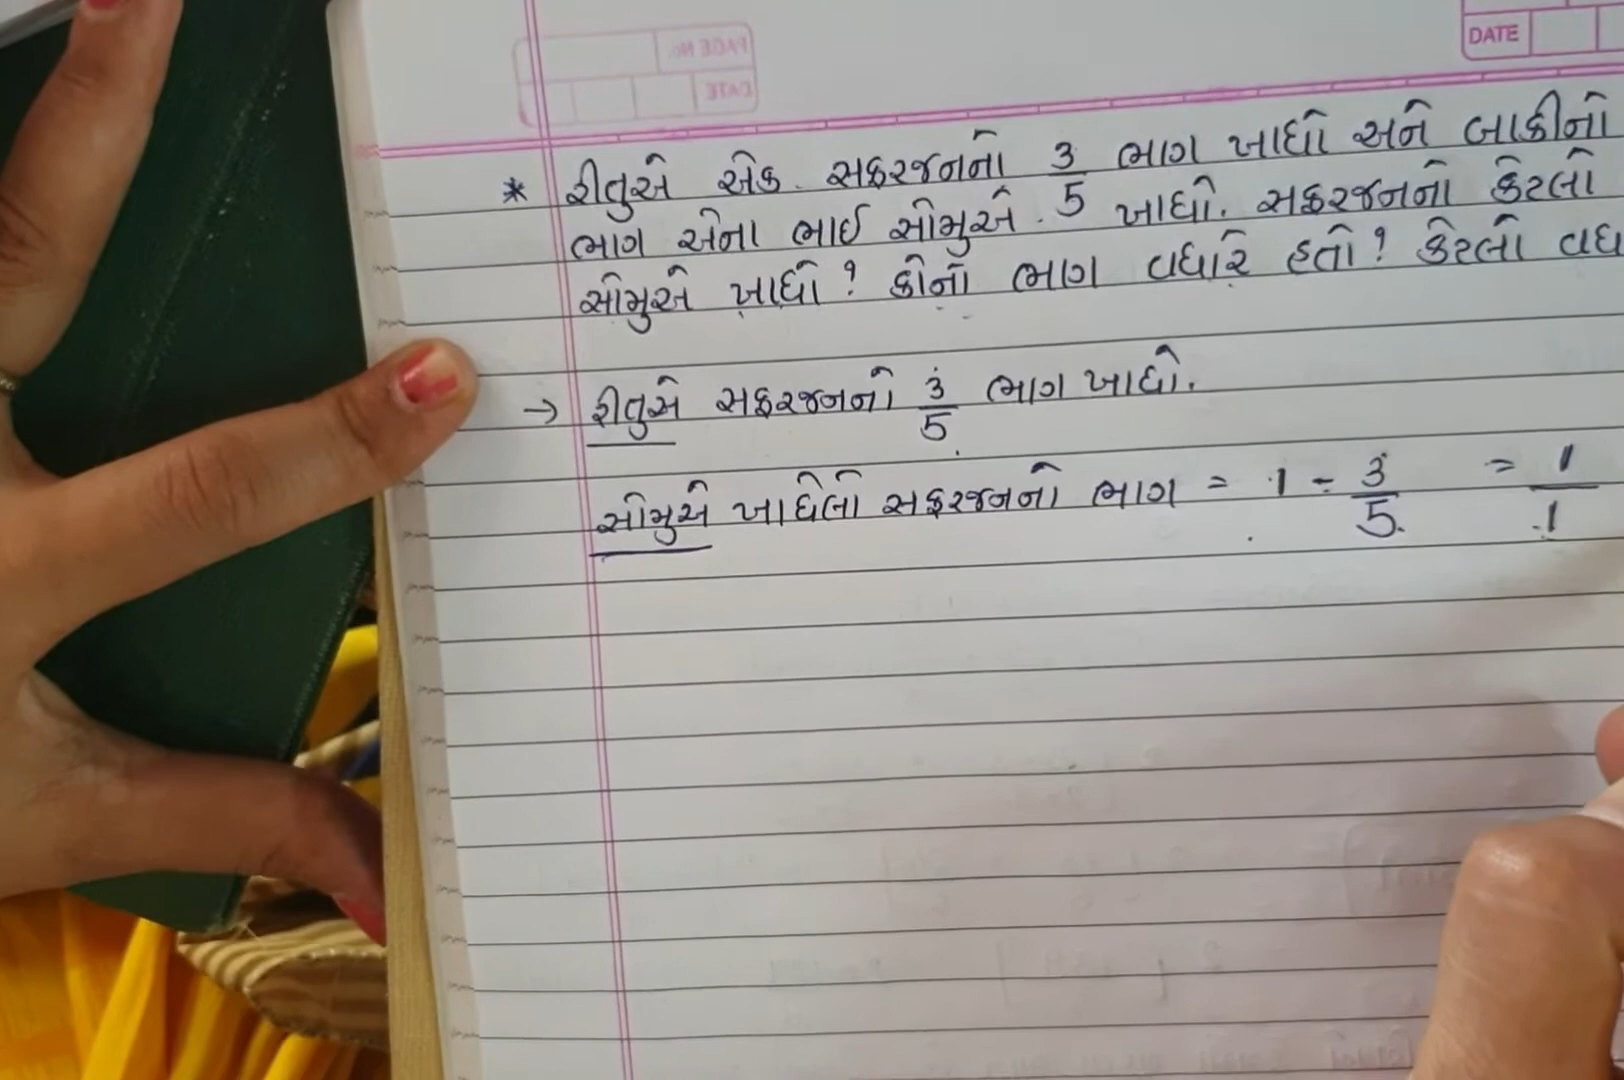 DATE
* રીતુએ એક સફરજનનો 3/5 ભાગ ખાધો અને બાકીનો
ભાગ એના ભાઈ સોમુએ ખાધો. સફરજનનો કેટલો
સોમુએ ખાધો? કોનો ભાગ વધારે હતો? કેટલો વધા
→ રીતુએ સફરજનનો 3/5 ભાગ ખાધો.
સોમુએ ખાધેલો સફરજનનો ભાગ = 1 - 3/5 = 1/1